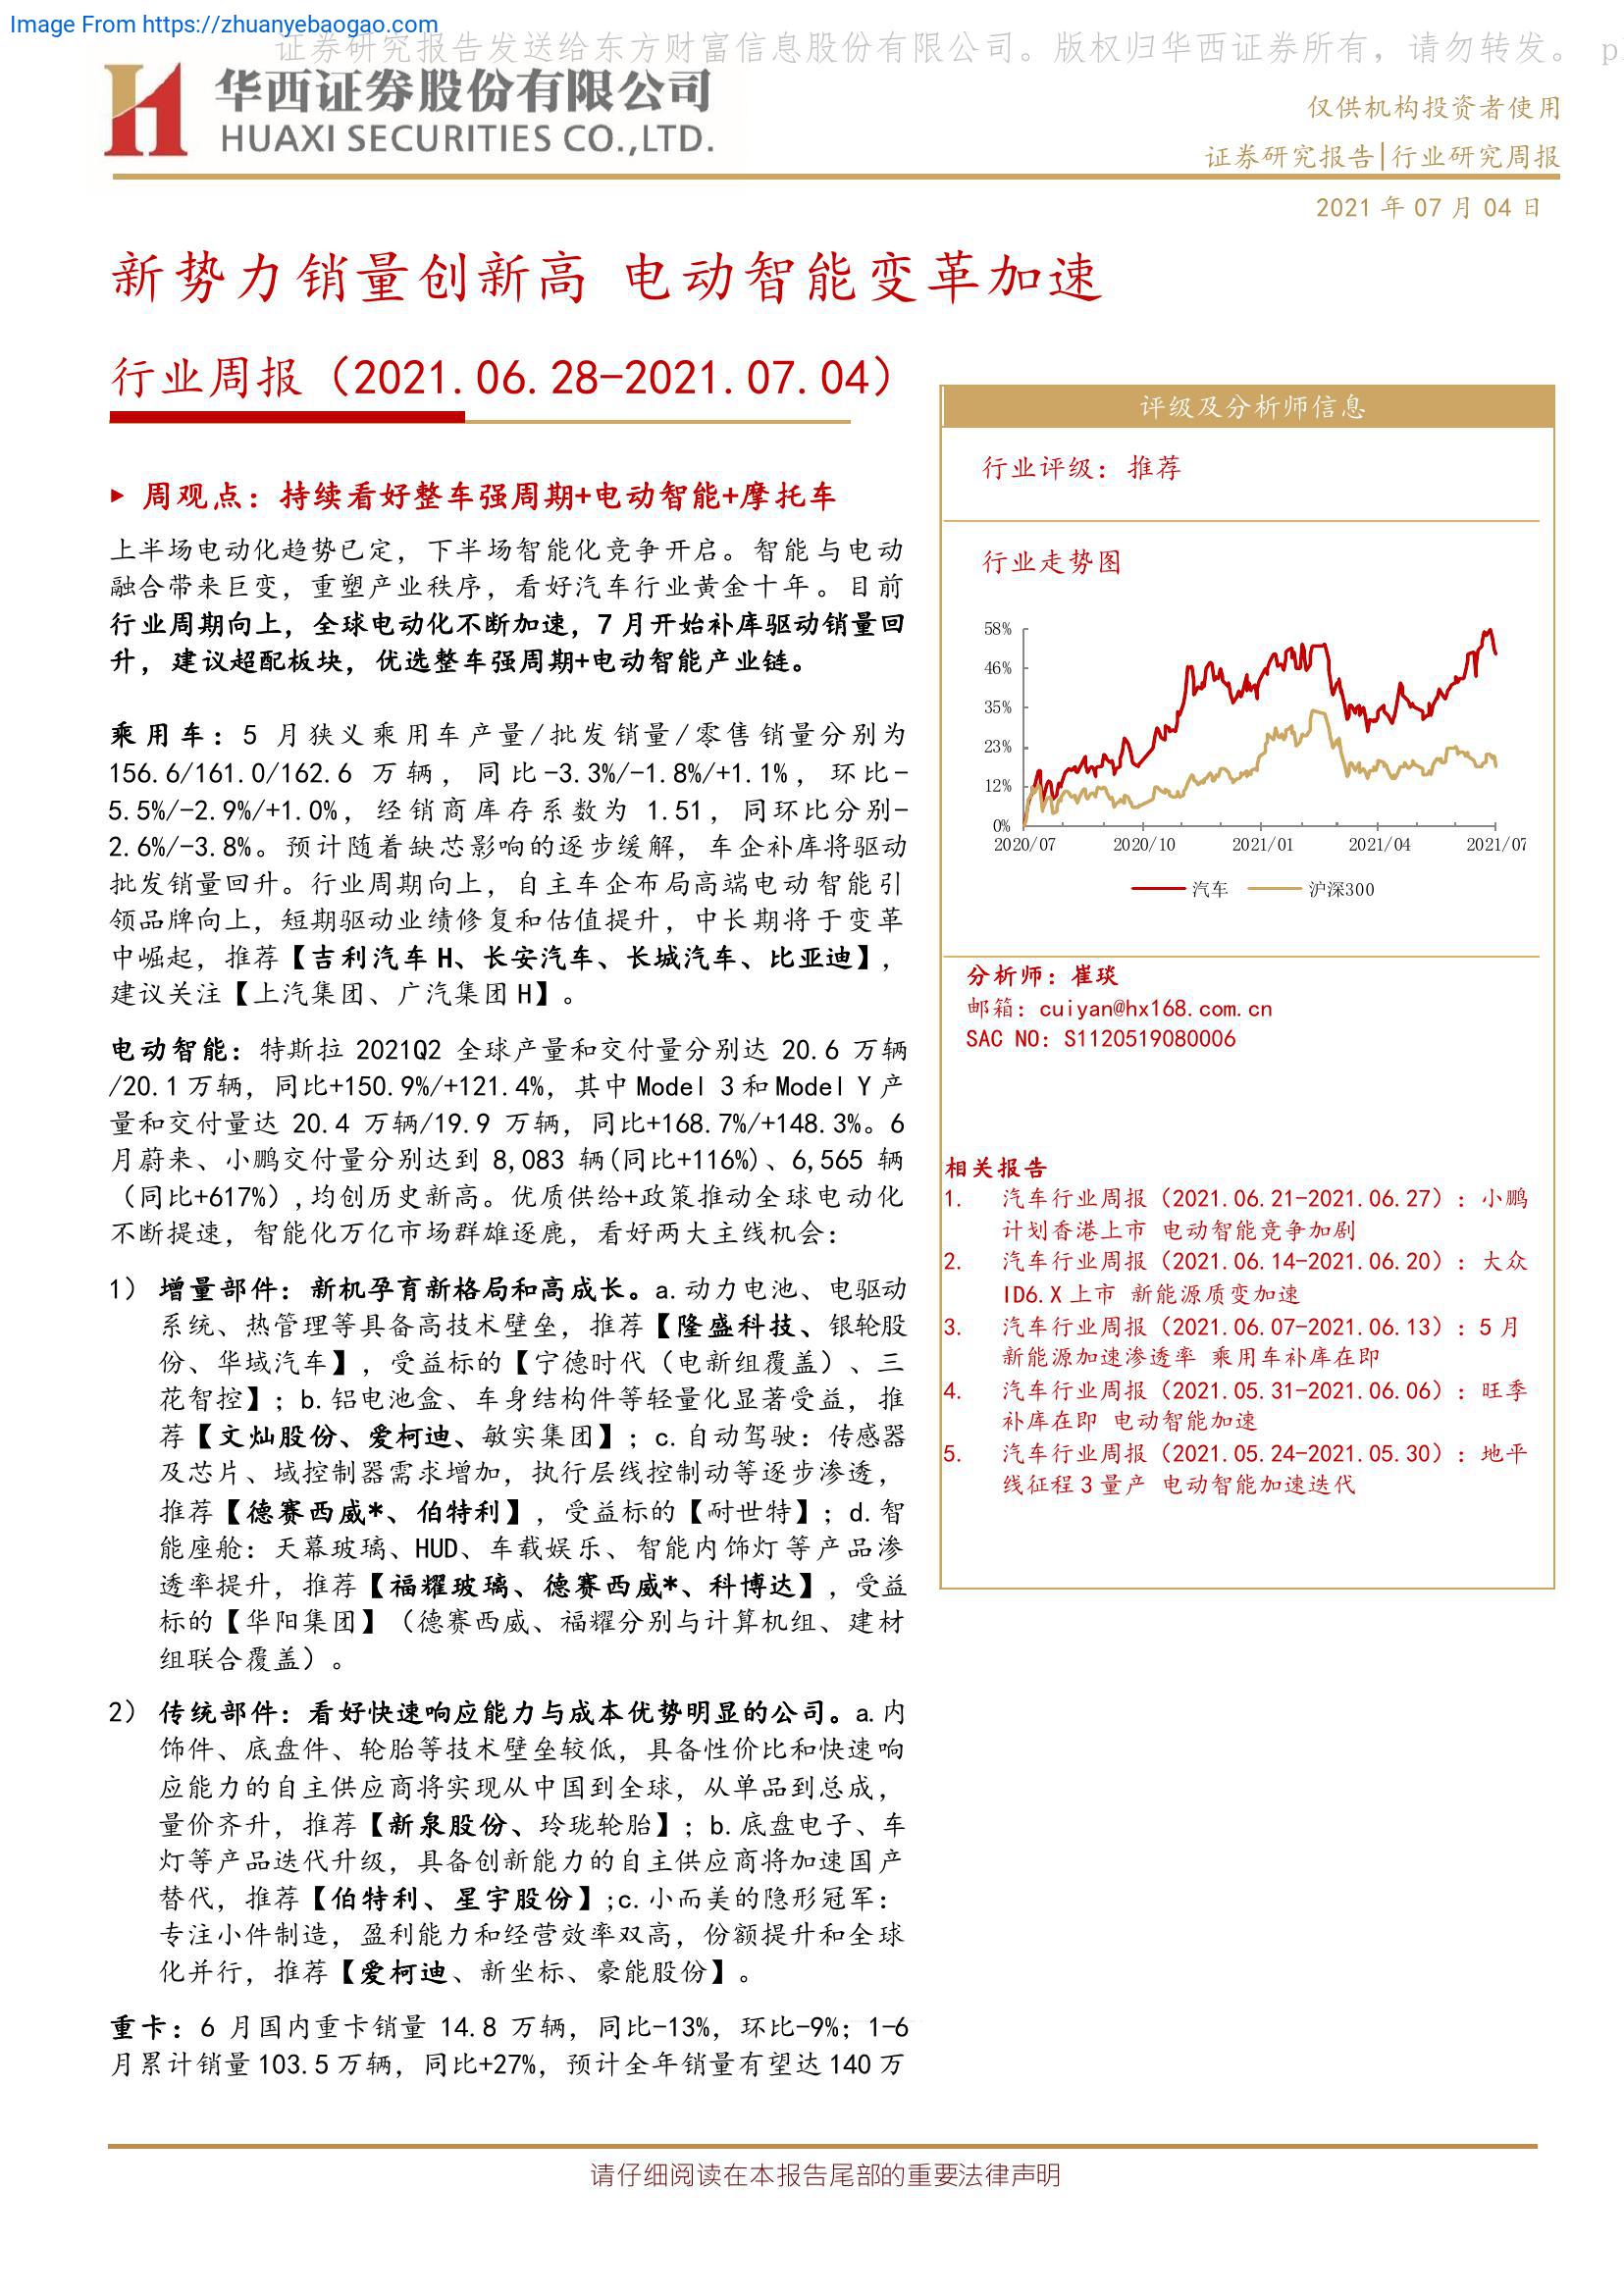 Image From https://zhuanyebaogao.com
证券研究报告发送给东方财富信息股份有限公司。版权归华西证券所有，请勿转发。 p
华西证券股份有限公司
HUAXI SECURITIES CO.,LTD.
仅供机构投资者使用
证券研究报告|行业研究周报
2021 年 07 月 04 日
新势力销量创新高 电动智能变革加速
行业周报（2021.06.28-2021.07.04）
▸ 周观点：持续看好整车强周期+电动智能+摩托车
上半场电动化趋势已定，下半场智能化竞争开启。智能与电动
融合带来巨变，重塑产业秩序，看好汽车行业黄金十年。目前
行业周期向上，全球电动化不断加速，7 月开始补库驱动销量回
升，建议超配板块，优选整车强周期+电动智能产业链。
乘用车：5 月狭义乘用车产量/批发销量/零售销量分别为
156.6/161.0/162.6 万辆，同比-3.3%/-1.8%/+1.1%，环比-
5.5%/-2.9%/+1.0%，经销商库存系数为 1.51，同环比分别-
2.6%/-3.8%。预计随着缺芯影响的逐步缓解，车企补库将驱动
批发销量回升。行业周期向上，自主车企布局高端电动智能引
领品牌向上，短期驱动业绩修复和估值提升，中长期将于变革
中崛起，推荐【吉利汽车 H、长安汽车、长城汽车、比亚迪】，
建议关注【上汽集团、广汽集团 H】。
电动智能：特斯拉 2021Q2 全球产量和交付量分别达 20.6 万辆
/20.1 万辆，同比+150.9%/+121.4%，其中 Model 3 和 Model Y 产
量和交付量达 20.4 万辆/19.9 万辆，同比+168.7%/+148.3%。6
月蔚来、小鹏交付量分别达到 8,083 辆(同比+116%)、6,565 辆
（同比+617%）,均创历史新高。优质供给+政策推动全球电动化
不断提速，智能化万亿市场群雄逐鹿，看好两大主线机会：
1） 增量部件：新机孕育新格局和高成长。a.动力电池、电驱动
系统、热管理等具备高技术壁垒，推荐【隆盛科技、银轮股
份、华域汽车】，受益标的【宁德时代（电新组覆盖）、三
花智控】；b.铝电池盒、车身结构件等轻量化显著受益，推
荐【文灿股份、爱柯迪、敏实集团】；c.自动驾驶：传感器
及芯片、域控制器需求增加，执行层线控制动等逐步渗透，
推荐【德赛西威*、伯特利】，受益标的【耐世特】；d.智
能座舱：天幕玻璃、HUD、车载娱乐、智能内饰灯等产品渗
透率提升，推荐【福耀玻璃、德赛西威*、科博达】，受益
标的【华阳集团】（德赛西威、福耀分别与计算机组、建材
组联合覆盖）。
2） 传统部件：看好快速响应能力与成本优势明显的公司。a.内
饰件、底盘件、轮胎等技术壁垒较低，具备性价比和快速响
应能力的自主供应商将实现从中国到全球，从单品到总成，
量价齐升，推荐【新泉股份、玲珑轮胎】；b.底盘电子、车
灯等产品迭代升级，具备创新能力的自主供应商将加速国产
替代，推荐【伯特利、星宇股份】;c.小而美的隐形冠军：
专注小件制造，盈利能力和经营效率双高，份额提升和全球
化并行，推荐【爱柯迪、新坐标、豪能股份】。
重卡：6 月国内重卡销量 14.8 万辆，同比-13%，环比-9%；1-6
月累计销量 103.5 万辆，同比+27%，预计全年销量有望达 140 万
评级及分析师信息
行业评级：推荐
行业走势图
58%
46%
35%
23%
12%
0%
2020/07 2020/10 2021/01 2021/04 2021/07
汽车 沪深300
分析师：崔琰
邮箱：cuiyan@hx168.com.cn
SAC NO：S1120519080006
相关报告
1. 汽车行业周报（2021.06.21-2021.06.27）：小鹏
计划香港上市 电动智能竞争加剧
2. 汽车行业周报（2021.06.14-2021.06.20）：大众
ID6.X 上市 新能源质变加速
3. 汽车行业周报（2021.06.07-2021.06.13）：5 月
新能源加速渗透率 乘用车补库在即
4. 汽车行业周报（2021.05.31-2021.06.06）：旺季
补库在即 电动智能加速
5. 汽车行业周报（2021.05.24-2021.05.30）：地平
线征程 3 量产 电动智能加速迭代
请仔细阅读在本报告尾部的重要法律声明